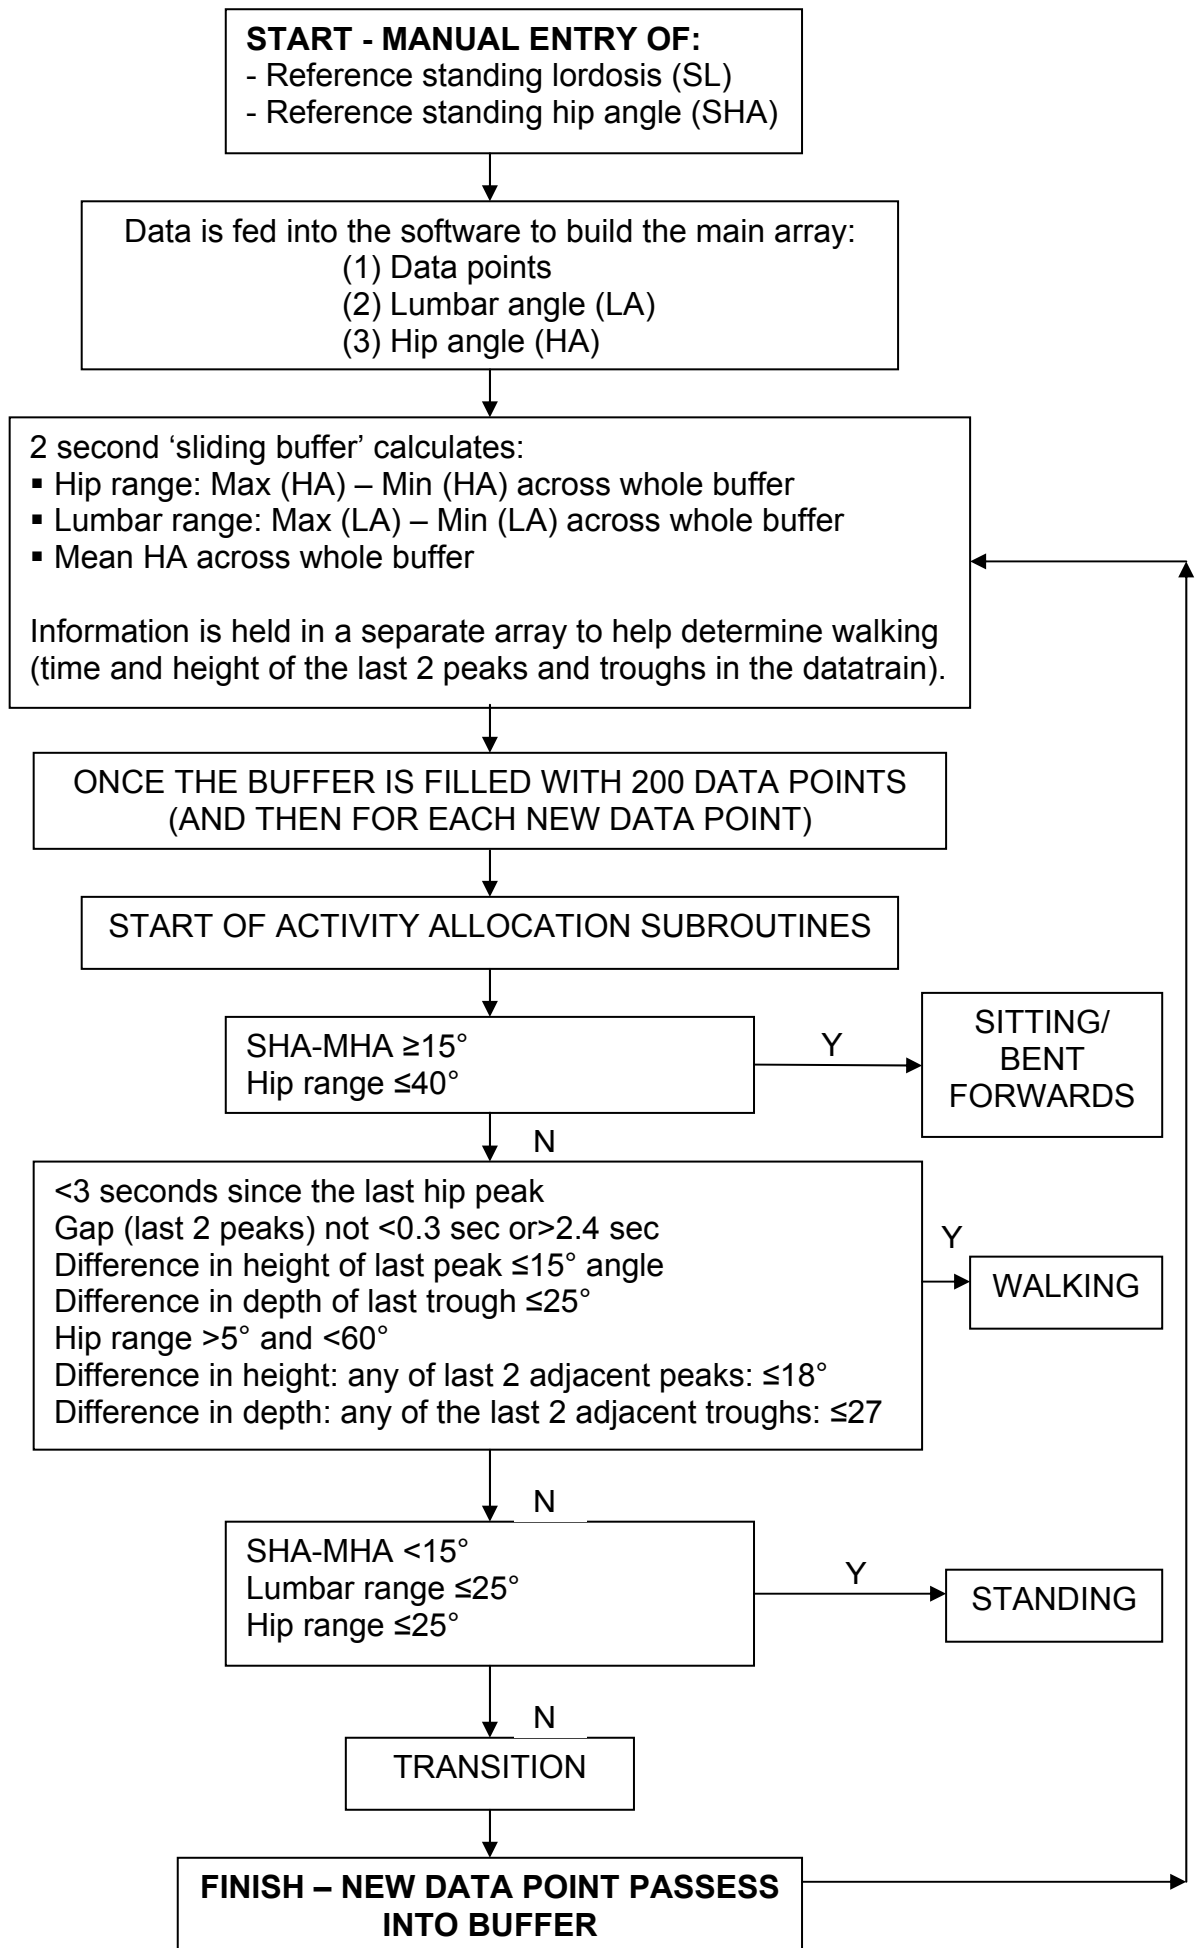 START - MANUAL ENTRY OF:
- Reference standing lordosis (SL)
- Reference standing hip angle (SHA)
Data is fed into the software to build the main array:
(1) Data points
(2) Lumbar angle (LA)
(3) Hip angle (HA)
2 second ‘sliding buffer’ calculates:
▪ Hip range: Max (HA) – Min (HA) across whole buffer
▪ Lumbar range: Max (LA) – Min (LA) across whole buffer
▪ Mean HA across whole buffer
Information is held in a separate array to help determine walking
(time and height of the last 2 peaks and troughs in the datatrain).
ONCE THE BUFFER IS FILLED WITH 200 DATA POINTS
(AND THEN FOR EACH NEW DATA POINT)
START OF ACTIVITY ALLOCATION SUBROUTINES
SHA-MHA ≥15°
Hip range ≤40°
Y
SITTING/
BENT
FORWARDS
N
<3 seconds since the last hip peak
Gap (last 2 peaks) not <0.3 sec or>2.4 sec
Difference in height of last peak ≤15° angle
Difference in depth of last trough ≤25°
Hip range >5° and <60°
Difference in height: any of last 2 adjacent peaks: ≤18°
Difference in depth: any of the last 2 adjacent troughs: ≤27
Y
WALKING
N
SHA-MHA <15°
Lumbar range ≤25°
Hip range ≤25°
Y
STANDING
N
TRANSITION
FINISH – NEW DATA POINT PASSESS
INTO BUFFER